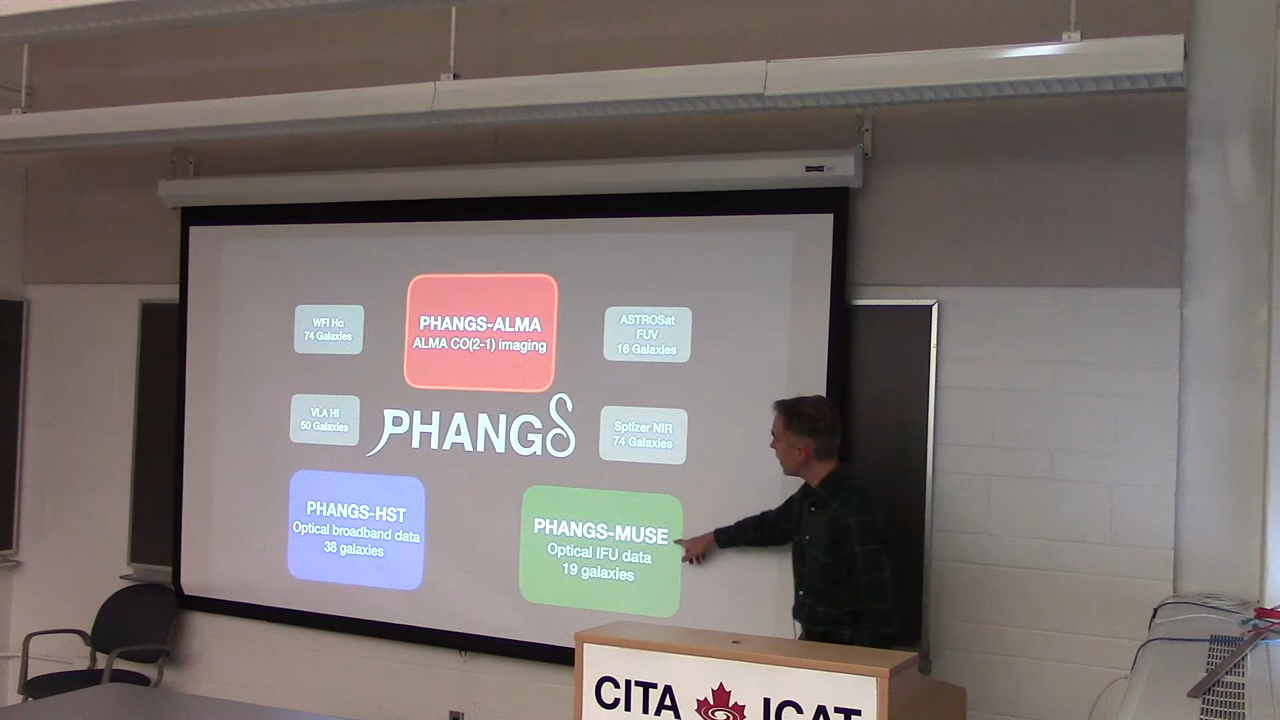 WFI Hα
74 Galaxies
PHANGS-ALMA
ALMA CO(2-1) imaging
ASTROSat
FUV
16 Galaxies
VLA HI
50 Galaxies
PHANGS
Sptizer NIR
74 Galaxies
PHANGS-HST
Optical broadband data
38 galaxies
PHANGS-MUSE
Optical IFU data
19 galaxies
CITA ICAT